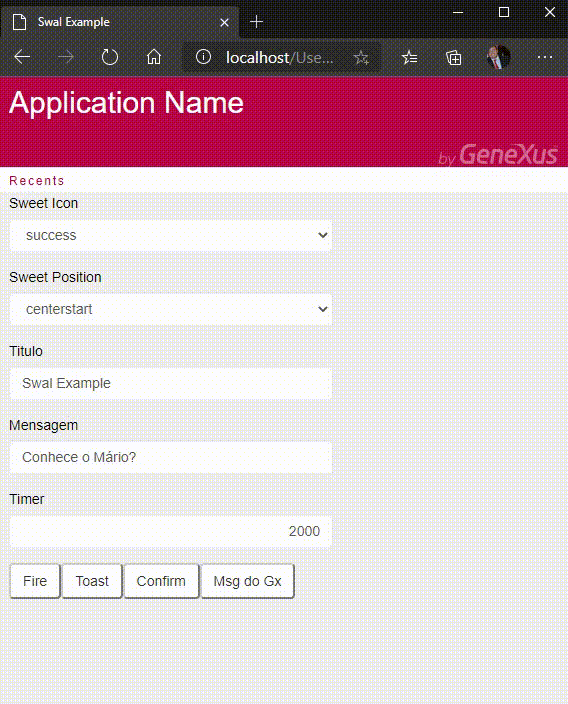 Swal Example
localhost/Use...
Application Name
by GeneXus
Recents
Sweet Icon
success
Sweet Position
centerstart
Titulo
Swal Example
Mensagem
Conhece o Mário?
Timer
2000
Fire Toast Confirm Msg do Gx